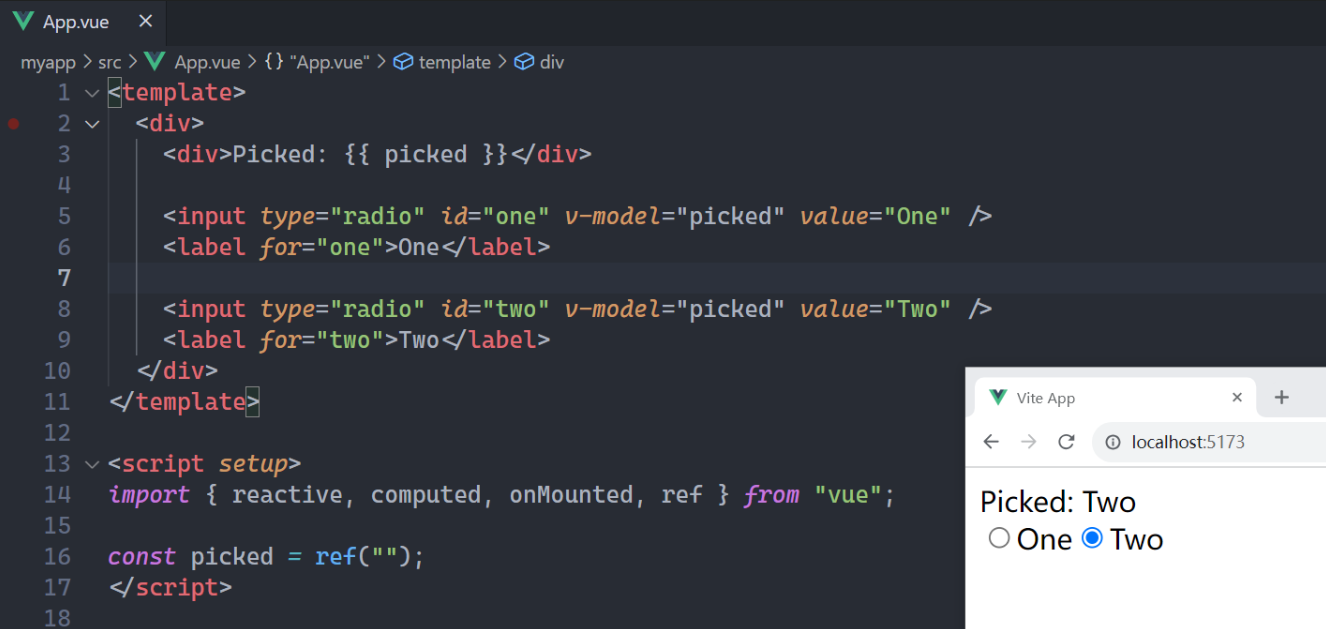 App.vue
myapp > src > App.vue > {} "App.vue" > template > div
1 <template>
2 <div>
3 <div>Picked: {{ picked }}</div>
4
5 <input type="radio" id="one" v-model="picked" value="One" />
6 <label for="one">One</label>
7
8 <input type="radio" id="two" v-model="picked" value="Two" />
9 <label for="two">Two</label>
10 </div>
11 </template>
12
13 <script setup>
14 import { reactive, computed, onMounted, ref } from "vue";
15
16 const picked = ref("");
17 </script>
18
Vite App
localhost:5173
Picked: Two
One Two